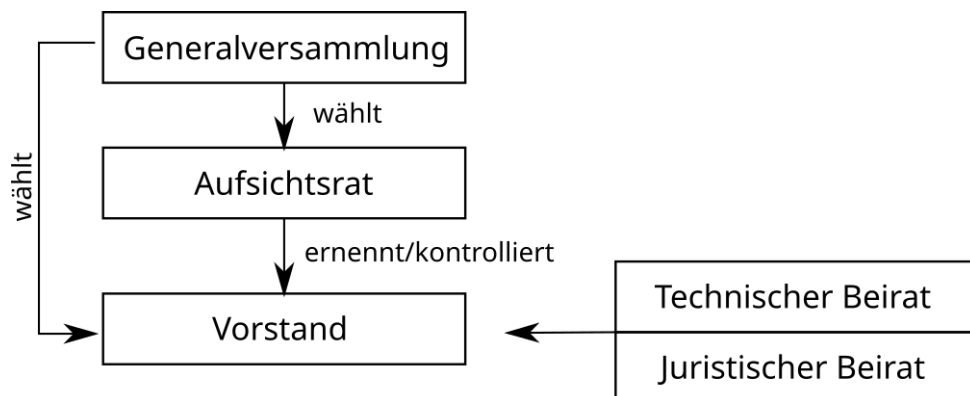 Generalversammlung
wählt
wählt
Aufsichtsrat
ernennt/kontrolliert
Vorstand
Technischer Beirat
Juristischer Beirat